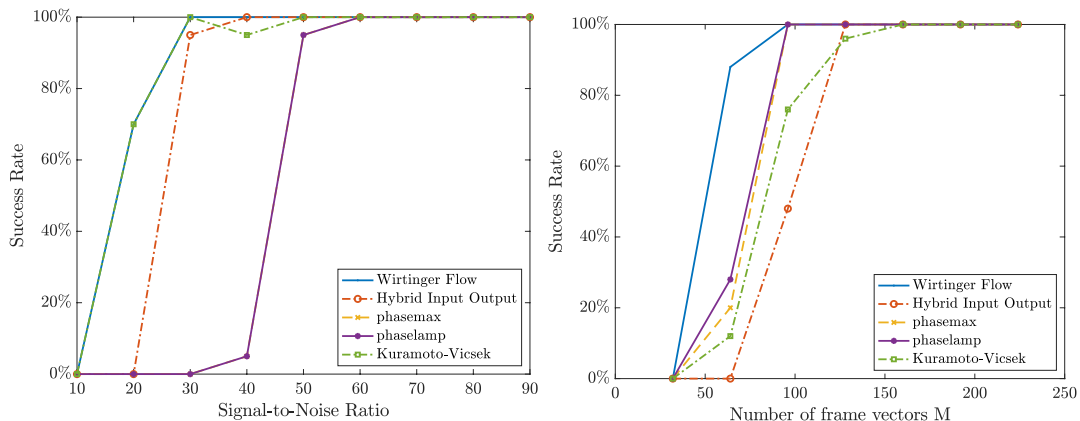 100%
80%
60%
40%
20%
0%
Success Rate
10 20 30 40 50 60 70 80 90
Signal-to-Noise Ratio
Wirtinger Flow
Hybrid Input Output
phasemax
phaselamp
Kuramoto-Vicsek
100%
80%
60%
40%
20%
0%
Success Rate
0 50 100 150 200 250
Number of frame vectors M
Wirtinger Flow
Hybrid Input Output
phasemax
phaselamp
Kuramoto-Vicsek